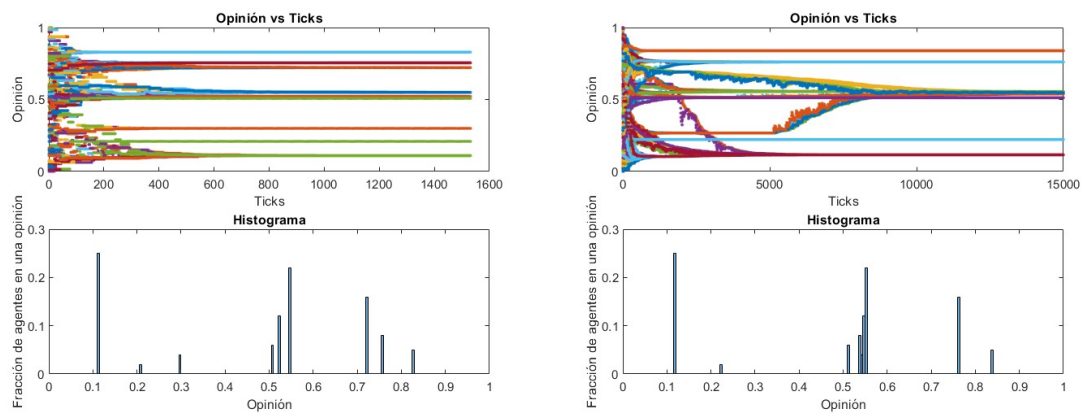 Opinión vs Ticks
1
0.5
0
Opinión
0 200 400 600 800 1000 1200 1400 1600
Ticks
Histograma
0.3
0.2
0.1
0
Fracción de agentes en una opinión
0 0.1 0.2 0.3 0.4 0.5 0.6 0.7 0.8 0.9 1
Opinión
Opinión vs Ticks
1
0.5
0
Opinión
0 5000 10000 15000
Ticks
Histograma
0.3
0.2
0.1
0
Fracción de agentes en una opinión
0 0.1 0.2 0.3 0.4 0.5 0.6 0.7 0.8 0.9 1
Opinión